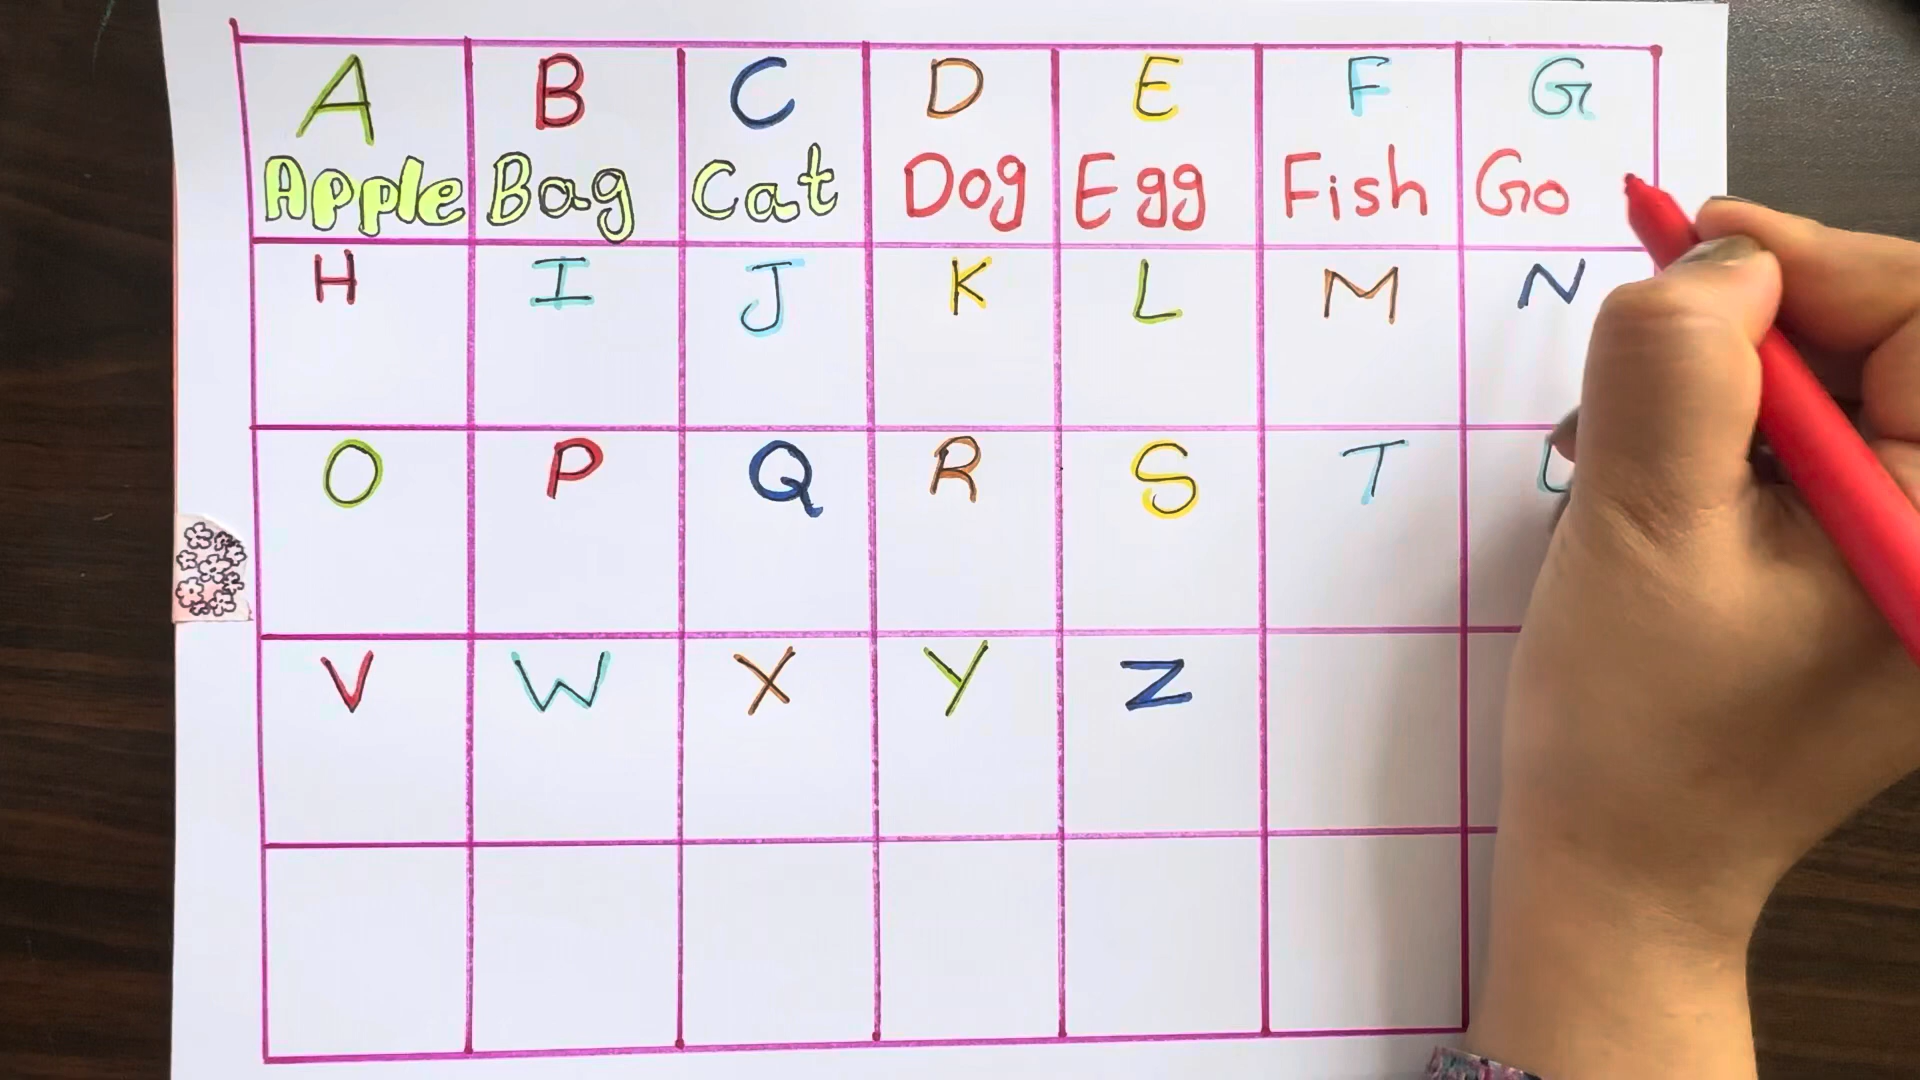 A B C D E F G
Apple Bag Cat Dog Egg Fish Go
H I J K L M N
O P Q R S T
V W X Y Z